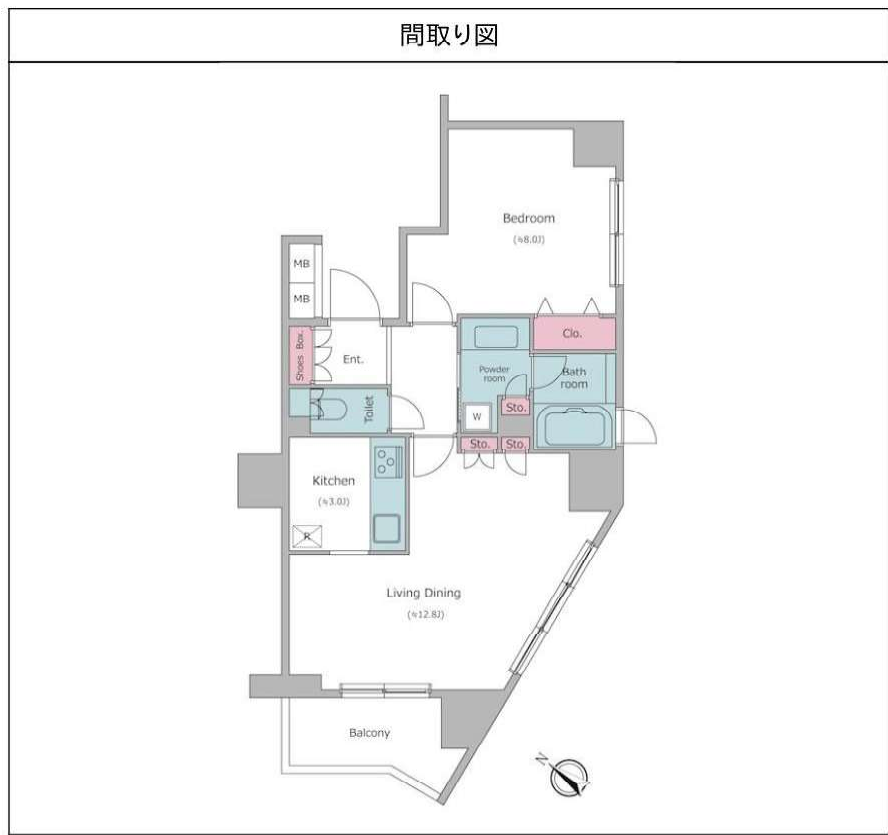 間取り図
Bedroom
(≒8.0J)
MB
MB
Clo.
Shoes Box.
Ent.
Powder
room
Bath
room
Toilet
W
Sto.
Sto.
Sto.
Kitchen
(≒3.0J)
R
Living Dining
(≒12.8J)
Balcony
N